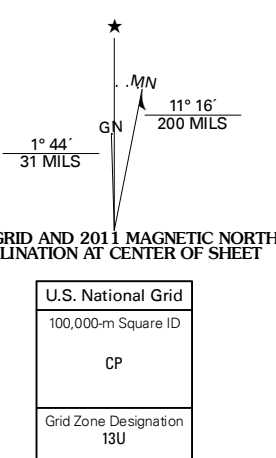 ★
MN
GN
11° 16´
200 MILS
1° 44´
31 MILS
GRID AND 2011 MAGNETIC NORTH
LINATION AT CENTER OF SHEET
U.S. National Grid
100,000-m Square ID
CP
Grid Zone Designation
13U